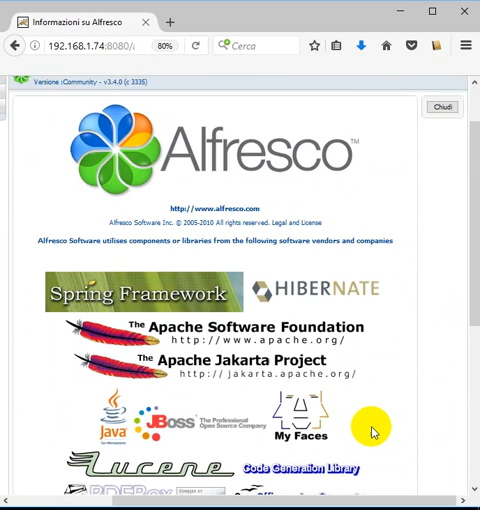 Informazioni su Alfresco
192.168.1.74:8080/a
80%
Cerca
Versione :Community - v3.4.0 (c 3335)
Chiudi
Alfresco™
http://www.alfresco.com
Alfresco Software Inc. © 2005-2010 All rights reserved. Legal and License
Alfresco Software utilises components or libraries from the following software vendors and companies
Spring Framework
HIBERNATE
The Apache Software Foundation
http://www.apache.org/
The Apache Jakarta Project
http://jakarta.apache.org/
Java
JBoss The Professional
Open Source Company
My Faces
Lucene
Code Generation Library
PDFBox